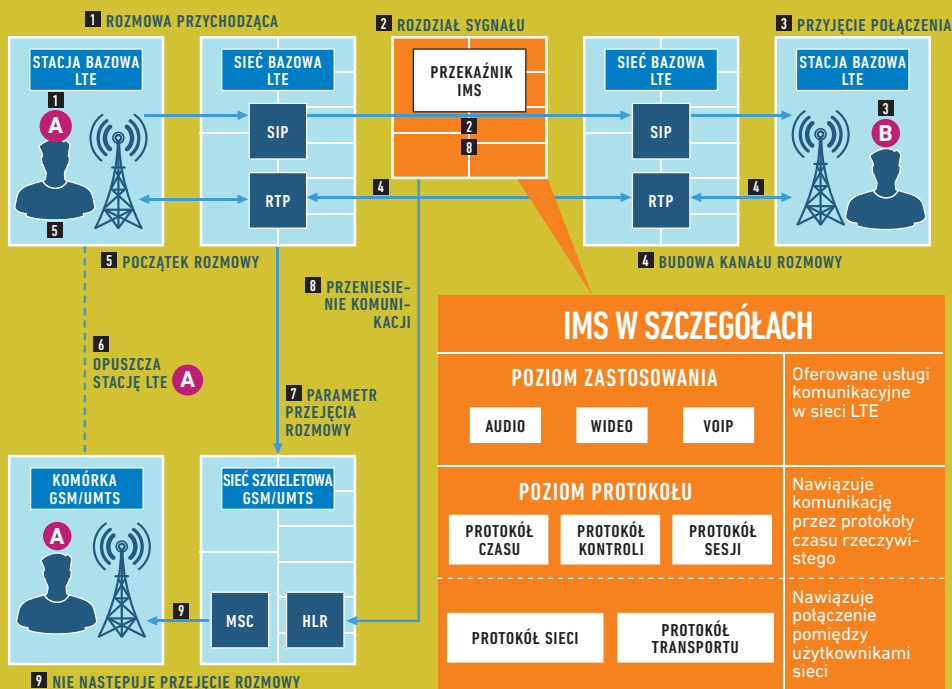 1 ROZMOWA PRZYCHODZĄCA
2 ROZDZIAŁ SYGNAŁU
3 PRZYJĘCIE POŁĄCZENIA
STACJA BAZOWA
LTE
1
A
5
SIEĆ BAZOWA
LTE
SIP
RTP
PRZEKAŹNIK
IMS
2
8
4
SIEĆ BAZOWA
LTE
SIP
RTP
STACJA BAZOWA
LTE
3
B
4
5 POCZĄTEK ROZMOWY
4 BUDOWA KANAŁU ROZMOWY
8 PRZENIESIE-
NIE KOMUNI-
KACJI
6
OPUSZCZA
STACJĘ LTE A
7 PARAMETR
PRZEJĘCIA
ROZMOWY
KOMÓRKA
GSM/UMTS
A
9
SIEĆ SZKIELETOWA
GSM/UMTS
MSC
HLR
9 NIE NASTĘPUJE PRZEJĘCIE ROZMOWY
IMS W SZCZEGÓŁACH
POZIOM ZASTOSOWANIA
AUDIO
WIDEO
VOIP
Oferowane usługi
komunikacyjne
w sieci LTE
POZIOM PROTOKOŁU
PROTOKÓŁ
CZASU
PROTOKÓŁ
KONTROLI
PROTOKÓŁ
SESJI
Nawiązuje
komunikację
przez protokoły
czasu rzeczywi-
stego
PROTOKÓŁ SIECI
PROTOKÓŁ
TRANSPORTU
Nawiązuje
połączenie
pomiędzy
użytkownikami
sieci